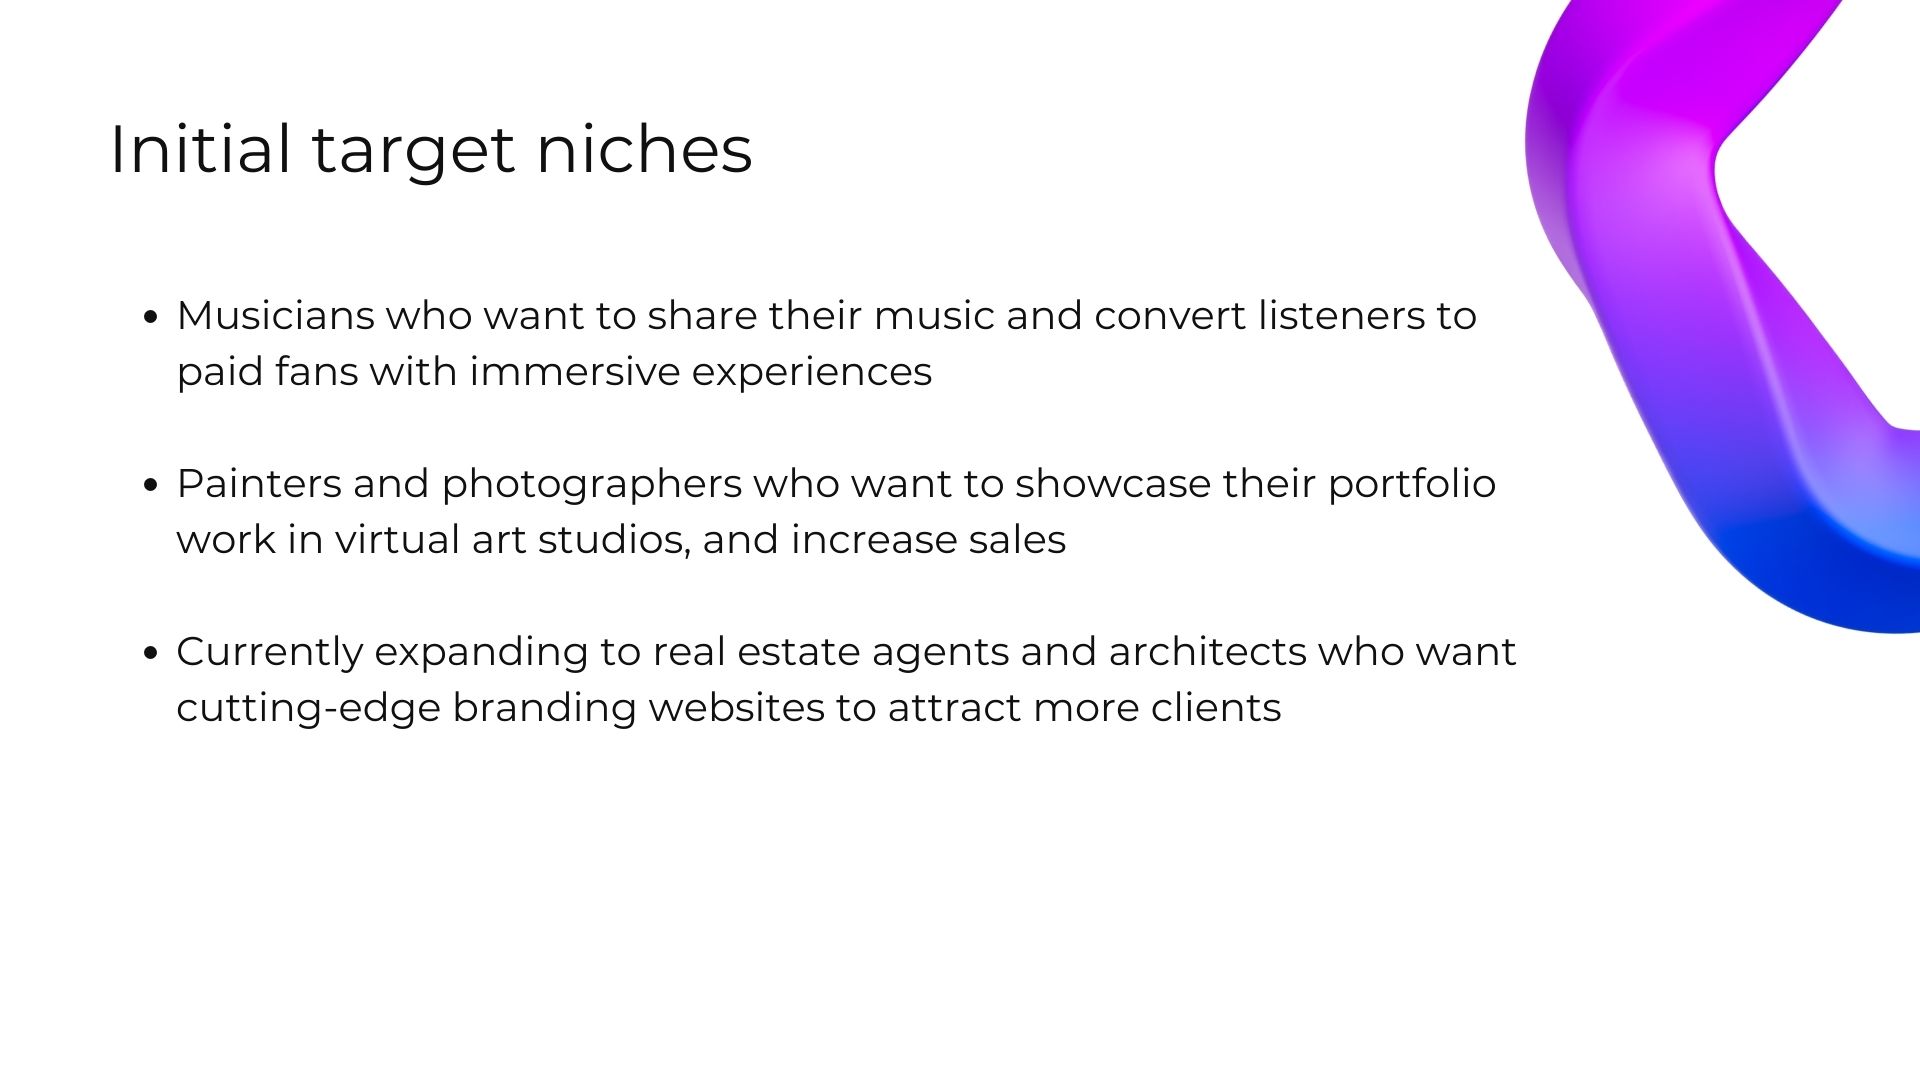 Initial target niches
• Musicians who want to share their music and convert listeners to
paid fans with immersive experiences
• Painters and photographers who want to showcase their portfolio
work in virtual art studios, and increase sales
• Currently expanding to real estate agents and architects who want
cutting-edge branding websites to attract more clients